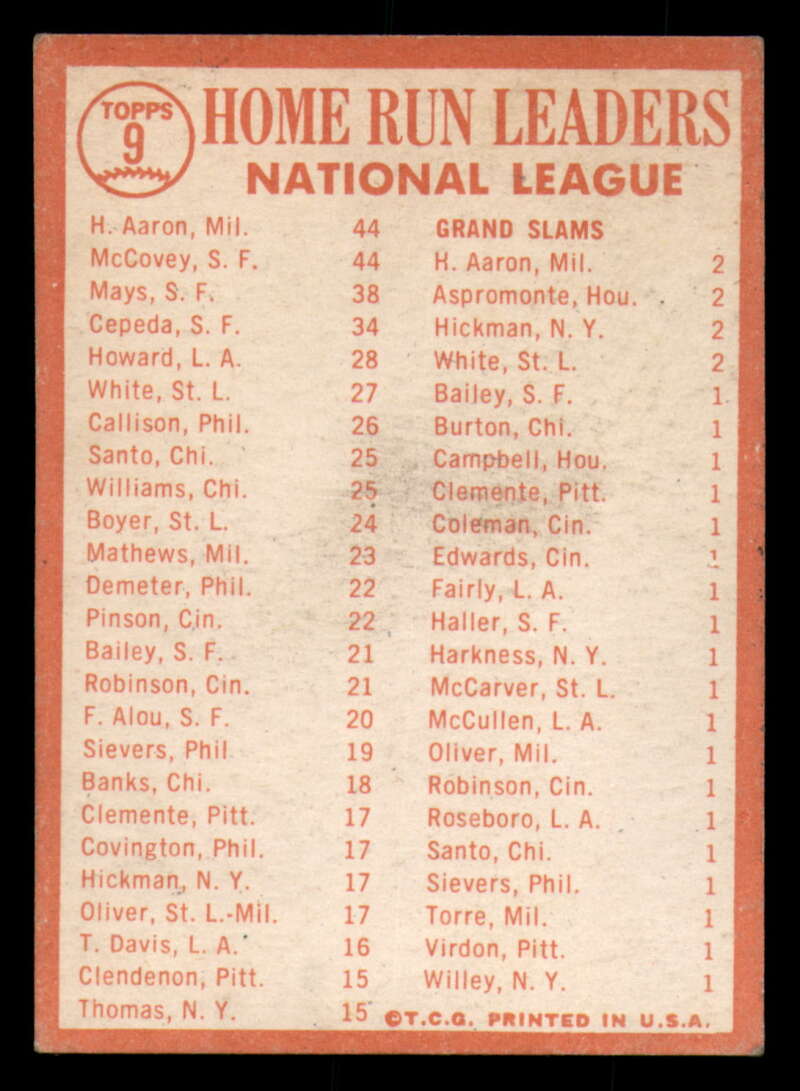 TOPPS
9
HOME RUN LEADERS
NATIONAL LEAGUE
H. Aaron, Mil. 44
McCovey, S. F. 44
Mays, S. F. 38
Cepeda, S. F. 34
Howard, L. A. 28
White, St. L. 27
Callison, Phil. 26
Santo, Chi. 25
Williams, Chi. 25
Boyer, St. L. 24
Mathews, Mil. 23
Demeter, Phil. 22
Pinson, Cin. 22
Bailey, S. F. 21
Robinson, Cin. 21
F. Alou, S. F. 20
Sievers, Phil 19
Banks, Chi. 18
Clemente, Pitt. 17
Covington, Phil. 17
Hickman, N. Y. 17
Oliver, St. L.-Mil. 17
T. Davis, L. A. 16
Clendenon, Pitt. 15
Thomas, N. Y. 15
GRAND SLAMS
H. Aaron, Mil. 2
Aspromonte, Hou. 2
Hickman, N. Y. 2
White, St. L. 2
Bailey, S. F. 1
Burton, Chi. 1
Campbell, Hou. 1
Clemente, Pitt. 1
Coleman, Cin. 1
Edwards, Cin. 1
Fairly, L. A. 1
Haller, S. F. 1
Harkness, N. Y. 1
McCarver, St. L. 1
McCullen, L. A. 1
Oliver, Mil. 1
Robinson, Cin. 1
Roseboro, L. A. 1
Santo, Chi. 1
Sievers, Phil. 1
Torre, Mil. 1
Virdon, Pitt. 1
Willey, N. Y. 1
©T.C.G. PRINTED IN U.S.A.